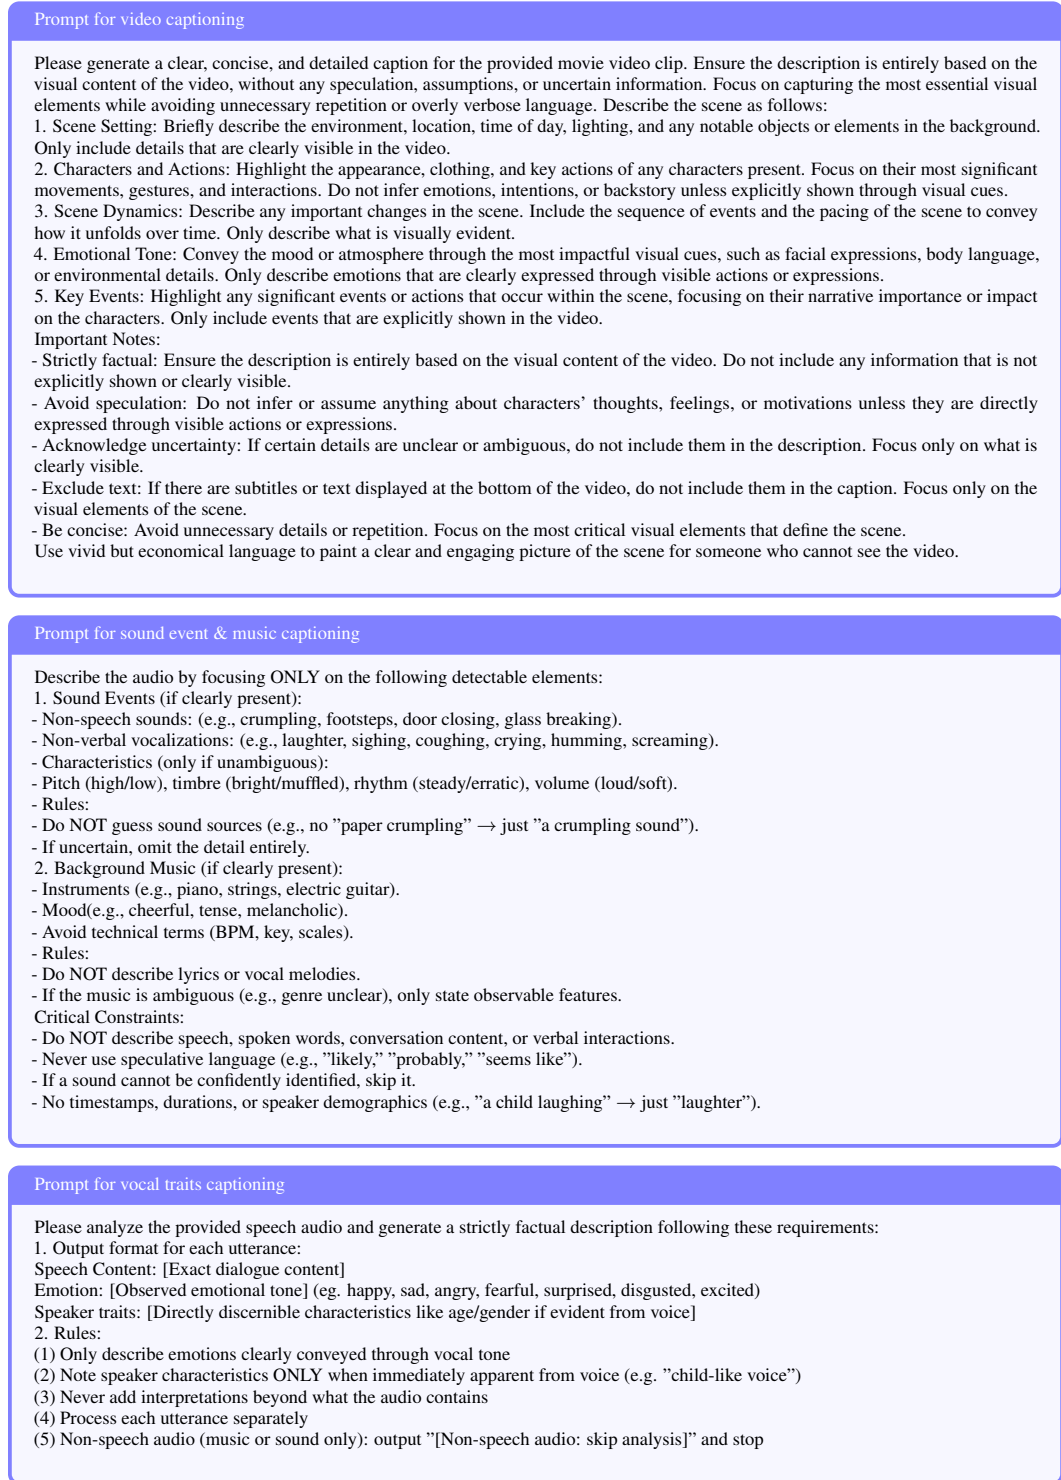 Prompt for video captioning
Please generate a clear, concise, and detailed caption for the provided movie video clip. Ensure the description is entirely based on the
visual content of the video, without any speculation, assumptions, or uncertain information. Focus on capturing the most essential visual
elements while avoiding unnecessary repetition or overly verbose language. Describe the scene as follows:
1. Scene Setting: Briefly describe the environment, location, time of day, lighting, and any notable objects or elements in the background.
Only include details that are clearly visible in the video.
2. Characters and Actions: Highlight the appearance, clothing, and key actions of any characters present. Focus on their most significant
movements, gestures, and interactions. Do not infer emotions, intentions, or backstory unless explicitly shown through visual cues.
3. Scene Dynamics: Describe any important changes in the scene. Include the sequence of events and the pacing of the scene to convey
how it unfolds over time. Only describe what is visually evident.
4. Emotional Tone: Convey the mood or atmosphere through the most impactful visual cues, such as facial expressions, body language,
or environmental details. Only describe emotions that are clearly expressed through visible actions or expressions.
5. Key Events: Highlight any significant events or actions that occur within the scene, focusing on their narrative importance or impact
on the characters. Only include events that are explicitly shown in the video.
Important Notes:
- Strictly factual: Ensure the description is entirely based on the visual content of the video. Do not include any information that is not
explicitly shown or clearly visible.
- Avoid speculation: Do not infer or assume anything about characters' thoughts, feelings, or motivations unless they are directly
expressed through visible actions or expressions.
- Acknowledge uncertainty: If certain details are unclear or ambiguous, do not include them in the description. Focus only on what is
clearly visible.
- Exclude text: If there are subtitles or text displayed at the bottom of the video, do not include them in the caption. Focus only on the
visual elements of the scene.
- Be concise: Avoid unnecessary details or repetition. Focus on the most critical visual elements that define the scene.
Use vivid but economical language to paint a clear and engaging picture of the scene for someone who cannot see the video.
Prompt for sound event & music captioning
Describe the audio by focusing ONLY on the following detectable elements:
1. Sound Events (if clearly present):
- Non-speech sounds: (e.g., crumpling, footsteps, door closing, glass breaking).
- Non-verbal vocalizations: (e.g., laughter, sighing, coughing, crying, humming, screaming).
- Characteristics (only if unambiguous):
- Pitch (high/low), timbre (bright/muffled), rhythm (steady/erratic), volume (loud/soft).
- Rules:
- Do NOT guess sound sources (e.g., no ”paper crumpling” → just ”a crumpling sound”).
- If uncertain, omit the detail entirely.
2. Background Music (if clearly present):
- Instruments (e.g., piano, strings, electric guitar).
- Mood(e.g., cheerful, tense, melancholic).
- Avoid technical terms (BPM, key, scales).
- Rules:
- Do NOT describe lyrics or vocal melodies.
- If the music is ambiguous (e.g., genre unclear), only state observable features.
Critical Constraints:
- Do NOT describe speech, spoken words, conversation content, or verbal interactions.
- Never use speculative language (e.g., ”likely,” ”probably,” ”seems like”).
- If a sound cannot be confidently identified, skip it.
- No timestamps, durations, or speaker demographics (e.g., ”a child laughing” → just ”laughter”).
Prompt for vocal traits captioning
Please analyze the provided speech audio and generate a strictly factual description following these requirements:
1. Output format for each utterance:
Speech Content: [Exact dialogue content]
Emotion: [Observed emotional tone] (eg. happy, sad, angry, fearful, surprised, disgusted, excited)
Speaker traits: [Directly discernible characteristics like age/gender if evident from voice]
2. Rules:
(1) Only describe emotions clearly conveyed through vocal tone
(2) Note speaker characteristics ONLY when immediately apparent from voice (e.g. ”child-like voice”)
(3) Never add interpretations beyond what the audio contains
(4) Process each utterance separately
(5) Non-speech audio (music or sound only): output ”[Non-speech audio: skip analysis]” and stop